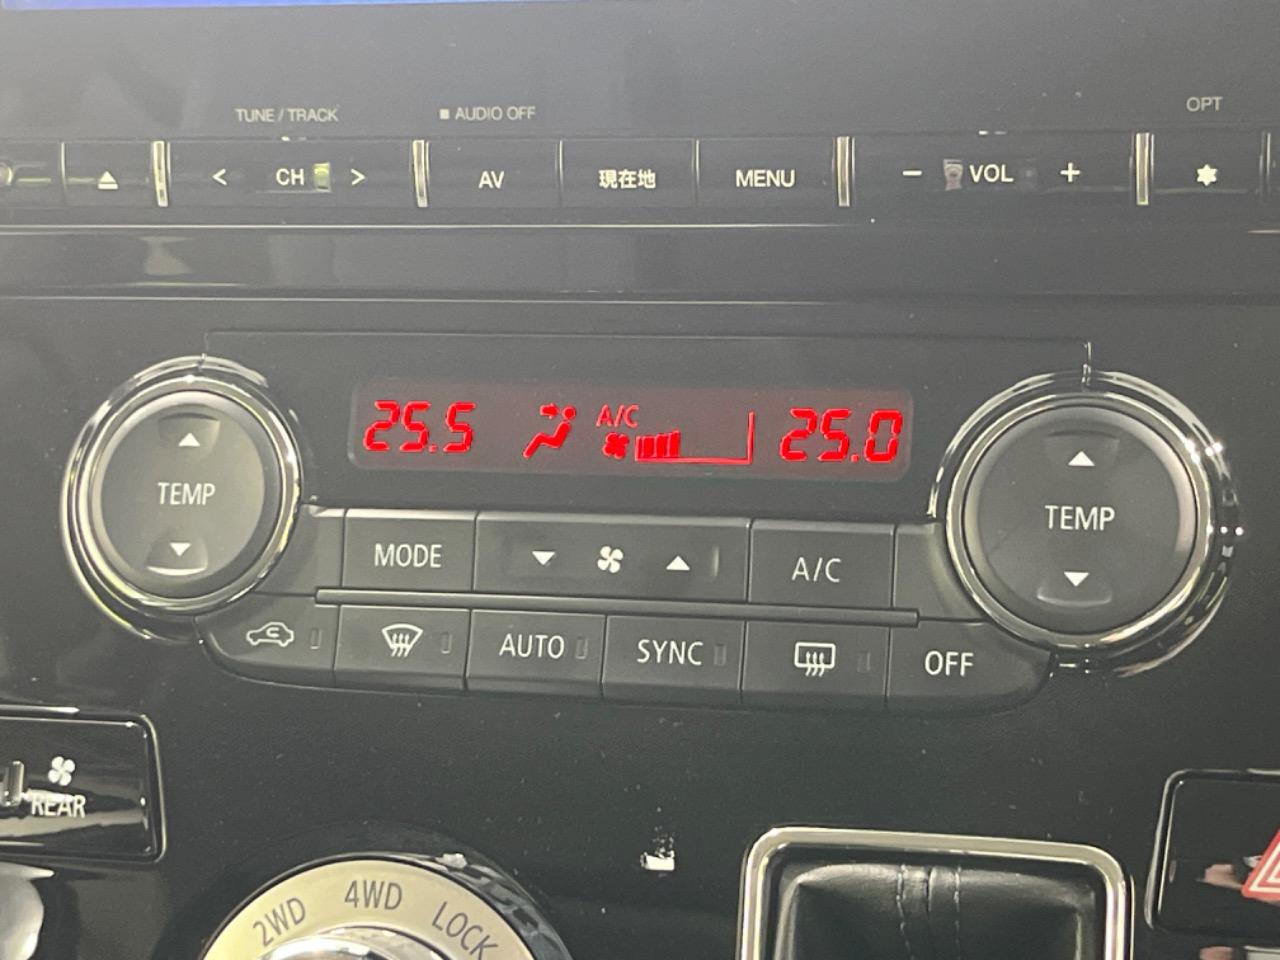 TUNE / TRACK
■ AUDIO OFF
OPT
< CH >
AV
現在地
MENU
− VOL +
25.5
A/C
25.0
TEMP
TEMP
MODE
A/C
AUTO
SYNC
OFF
REAR
2WD
4WD
LOCK